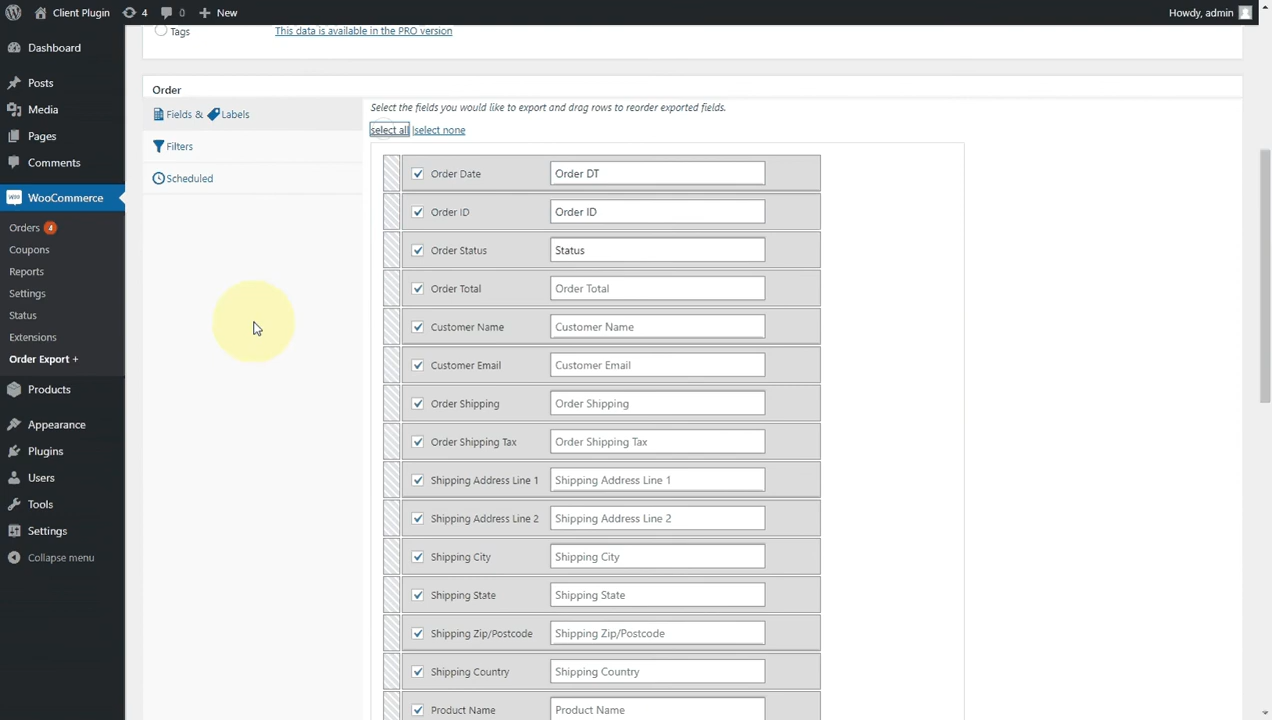 Client Plugin 4 0 New Howdy, admin
Dashboard
Posts
Media
Pages
Comments
WooCommerce
Orders 4
Coupons
Reports
Settings
Status
Extensions
Order Export +
Products
Appearance
Plugins
Users
Tools
Settings
Collapse menu
Tags This data is available in the PRO version
Order
Fields & Labels
Filters
Scheduled
Select the fields you would like to export and drag rows to reorder exported fields.
select all |select none
Order Date Order DT
Order ID Order ID
Order Status Status
Order Total Order Total
Customer Name Customer Name
Customer Email Customer Email
Order Shipping Order Shipping
Order Shipping Tax Order Shipping Tax
Shipping Address Line 1 Shipping Address Line 1
Shipping Address Line 2 Shipping Address Line 2
Shipping City Shipping City
Shipping State Shipping State
Shipping Zip/Postcode Shipping Zip/Postcode
Shipping Country Shipping Country
Product Name Product Name